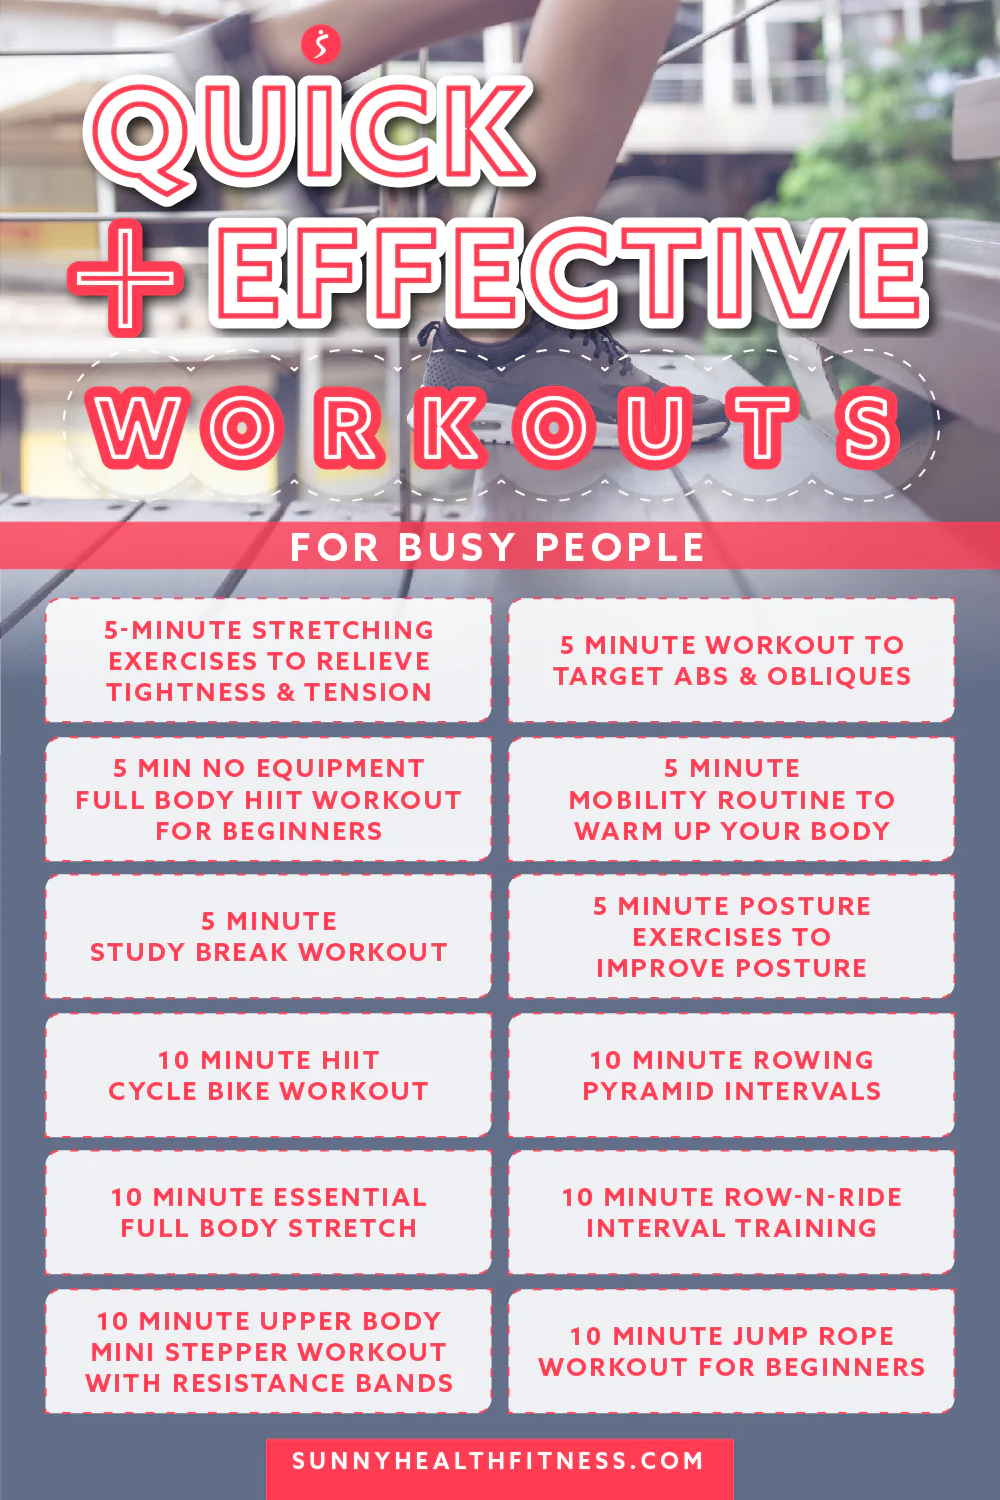 QUICK
+ EFFECTIVE
WORKOUTS
FOR BUSY PEOPLE
5-MINUTE STRETCHING
EXERCISES TO RELIEVE
TIGHTNESS & TENSION
5 MINUTE WORKOUT TO
TARGET ABS & OBLIQUES
5 MIN NO EQUIPMENT
FULL BODY HIIT WORKOUT
FOR BEGINNERS
5 MINUTE
MOBILITY ROUTINE TO
WARM UP YOUR BODY
5 MINUTE
STUDY BREAK WORKOUT
5 MINUTE POSTURE
EXERCISES TO
IMPROVE POSTURE
10 MINUTE HIIT
CYCLE BIKE WORKOUT
10 MINUTE ROWING
PYRAMID INTERVALS
10 MINUTE ESSENTIAL
FULL BODY STRETCH
10 MINUTE ROW-N-RIDE
INTERVAL TRAINING
10 MINUTE UPPER BODY
MINI STEPPER WORKOUT
WITH RESISTANCE BANDS
10 MINUTE JUMP ROPE
WORKOUT FOR BEGINNERS
SUNNYHEALTHFITNESS.COM